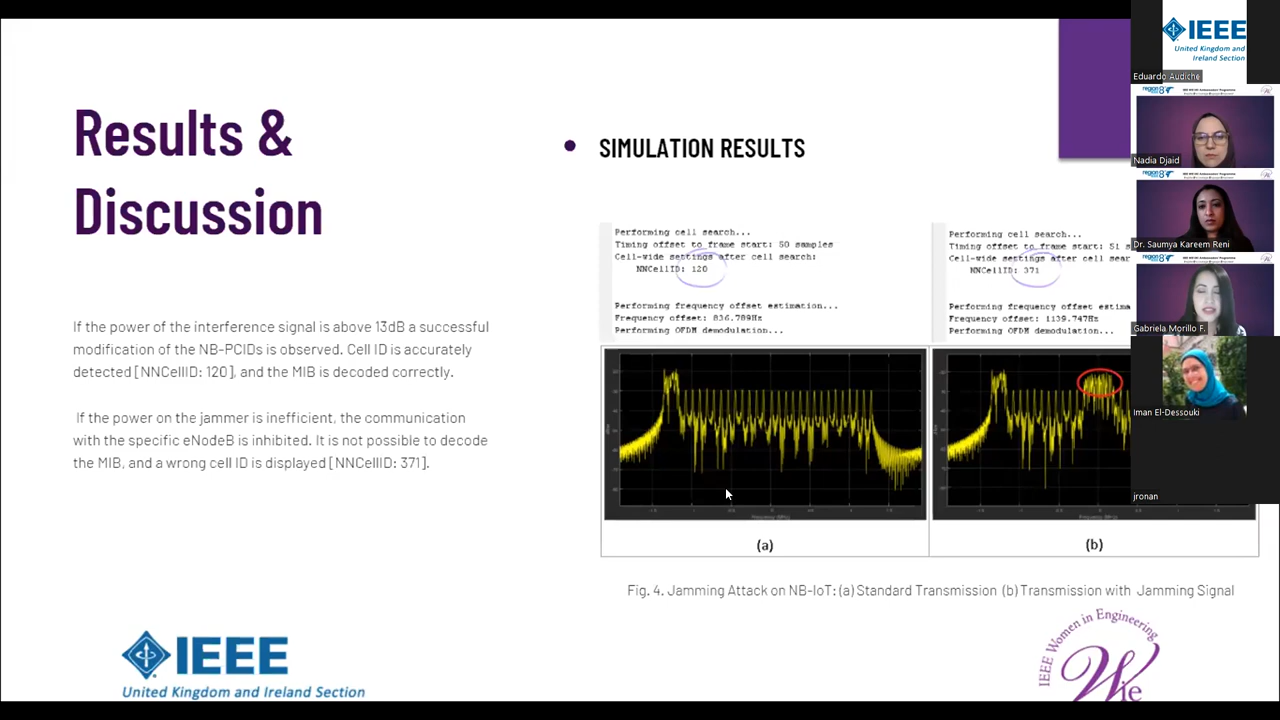 Results &
Discussion
If the power of the interference signal is above 13dB a successful
modification of the NB-PCIDs is observed. Cell ID is accurately
detected [NNCellID: 120], and the MIB is decoded correctly.
If the power on the jammer is inefficient, the communication
with the specific eNodeB is inhibited. It is not possible to decode
the MIB, and a wrong cell ID is displayed [NNCellID: 371].
IEEE
United Kingdom and Ireland Section
• SIMULATION RESULTS
Performing cell search...
Timing offset to frame start: 50 samples
Cell-wide settings after cell search:
NNCellID: 120
Performing frequency offset estimation...
Frequency offset: 836.789Hz
Performing OFDM demodulation...
Performing cell search...
Timing offset to frame start: 51 s
Cell-wide settings after cell sear
NNCellID: 371
Performing frequency offset estima
Frequency offset: 1139.747Hz
Performing OFDM demodulation...
(a)
(b)
Fig. 4. Jamming Attack on NB-IoT: (a) Standard Transmission (b) Transmission with Jamming Signal
IEEE Women in Engineering
WiE
IEEE
United Kingdom and
Ireland Section
Eduardo Audiche
Nadia Djaid
Dr. Saumya Kareem Reni
Gabriela Morillo F.
Iman El-Dessouki
jronan